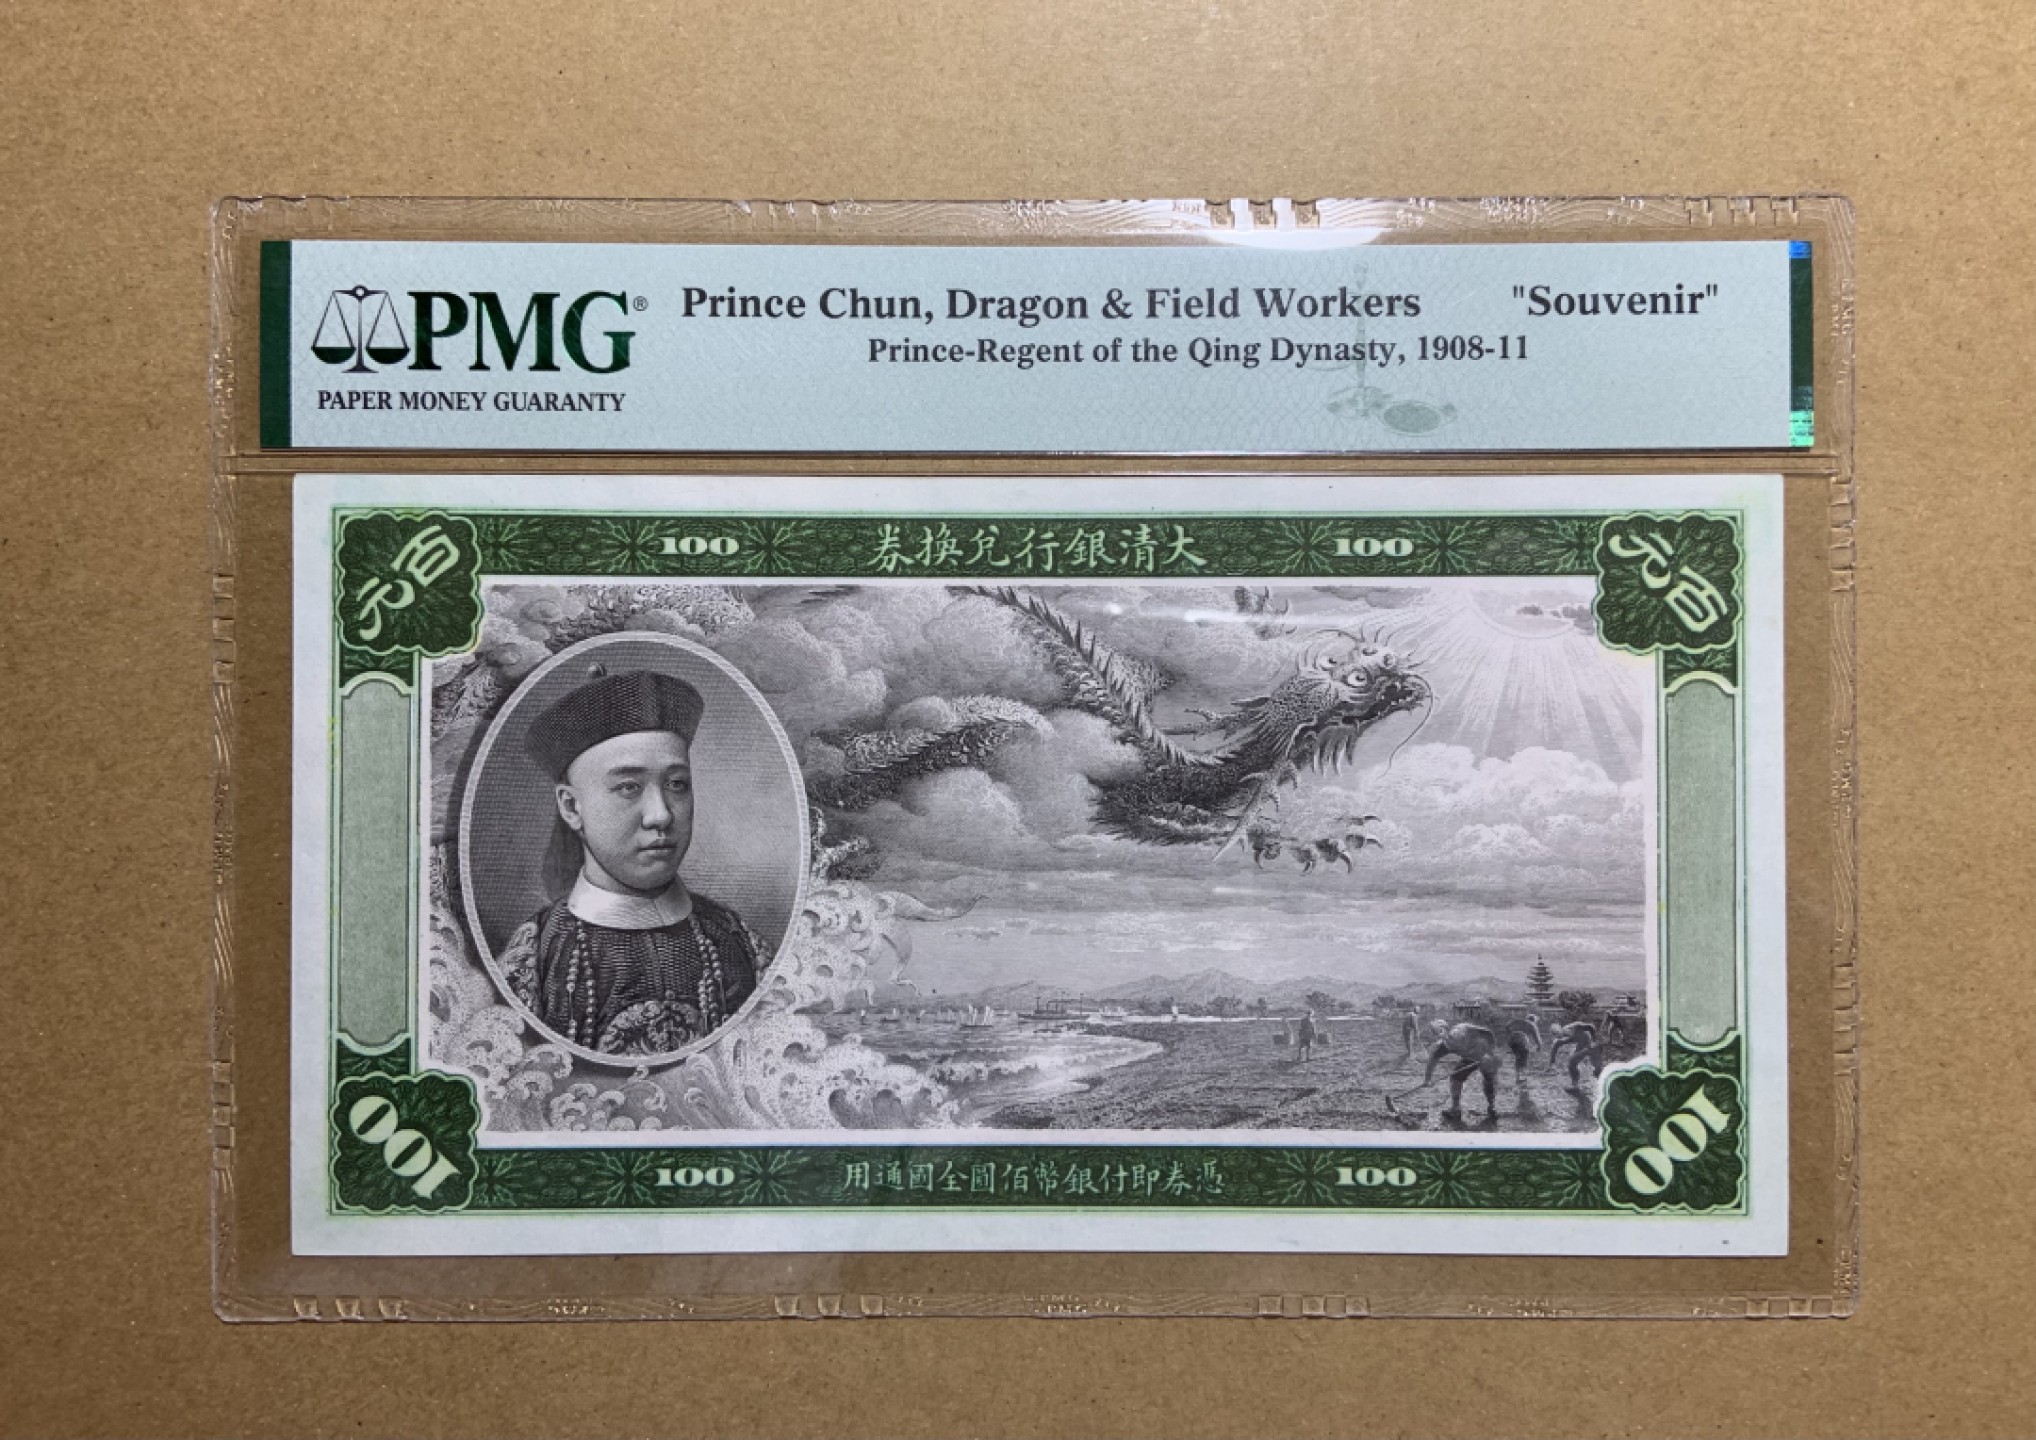 PMG®
PAPER MONEY GUARANTY
Prince Chun, Dragon & Field Workers "Souvenir"
Prince-Regent of the Qing Dynasty, 1908-11
百元
100
大清銀行兌換券
100
百元
100
100
憑券即付銀幣佰圓全國通用
100
100